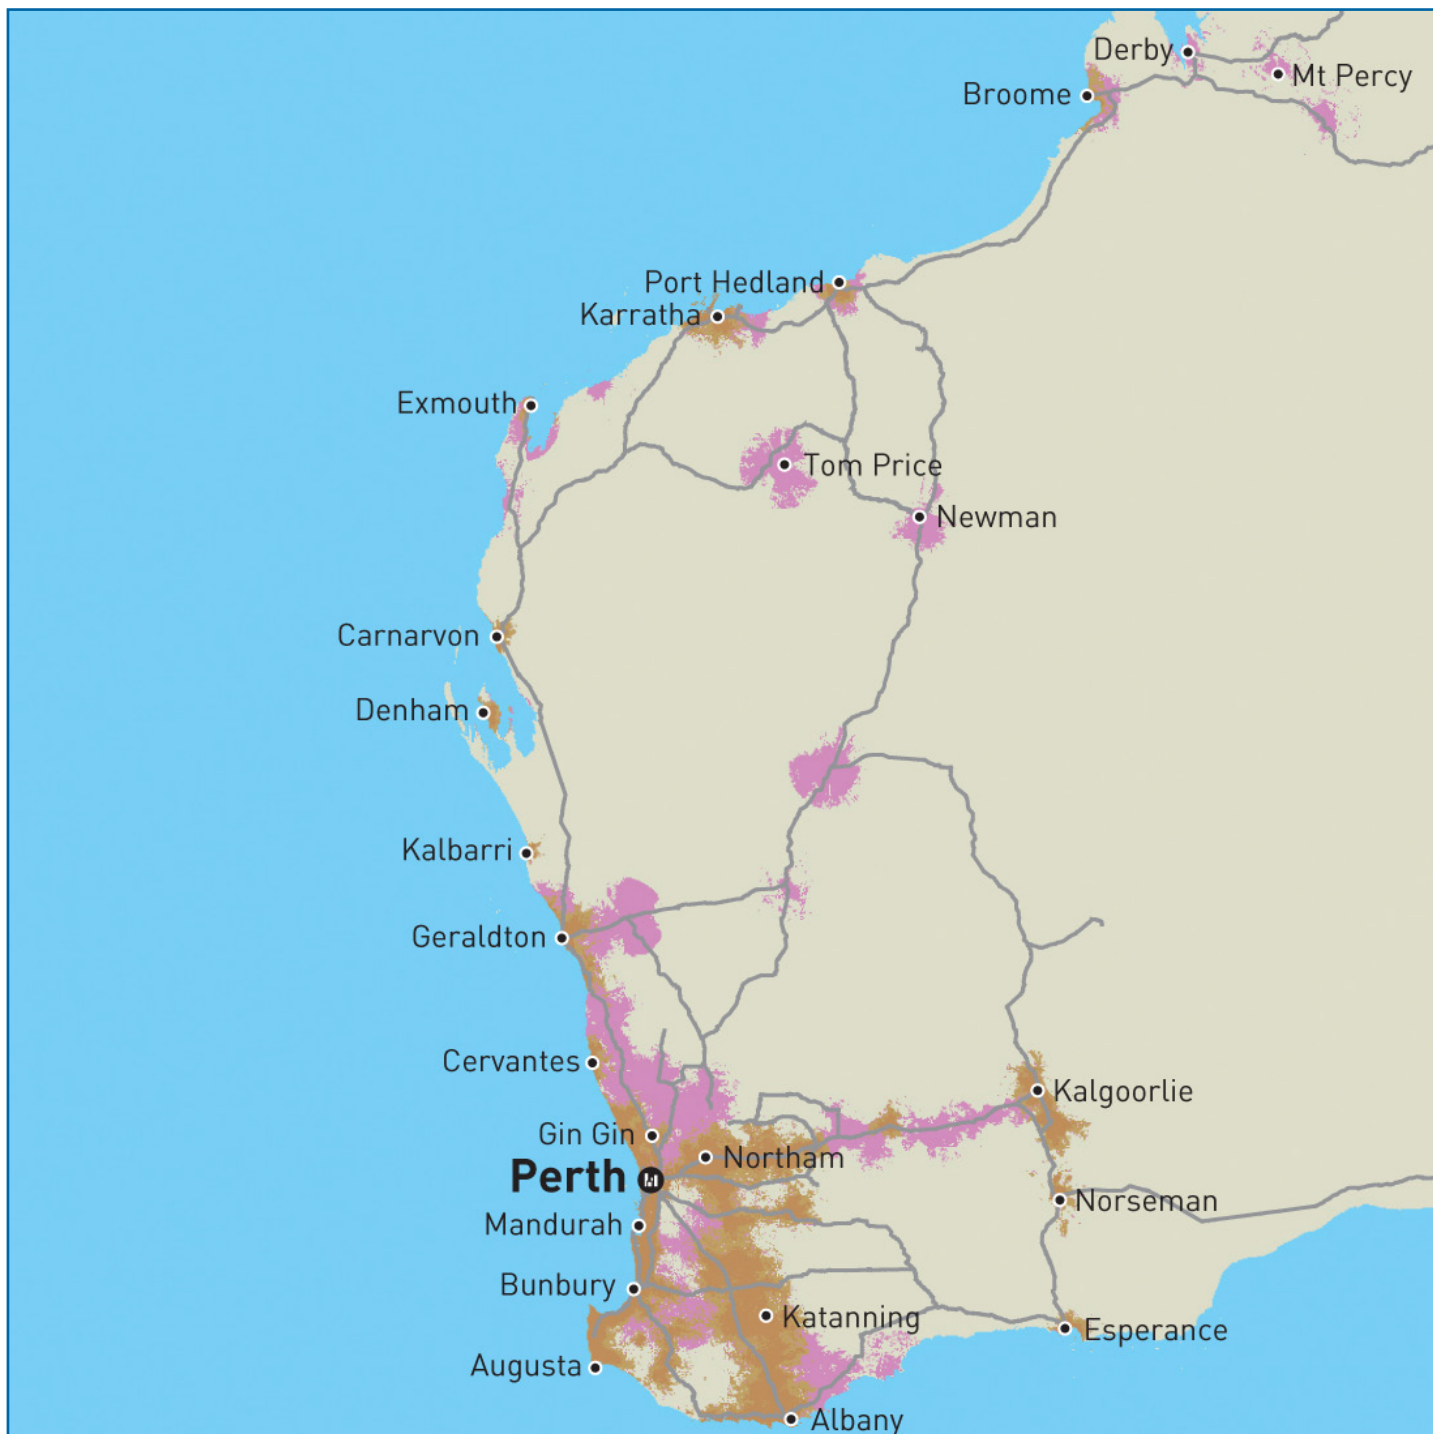 Derby
Mt Percy
Broome
Port Hedland
Karratha
Exmouth
Tom Price
Newman
Carnarvon
Denham
Kalbarri
Geraldton
Cervantes
Kalgoorlie
Gin Gin
Northam
Perth
Norseman
Mandurah
Bunbury
Katanning
Esperance
Augusta
Albany